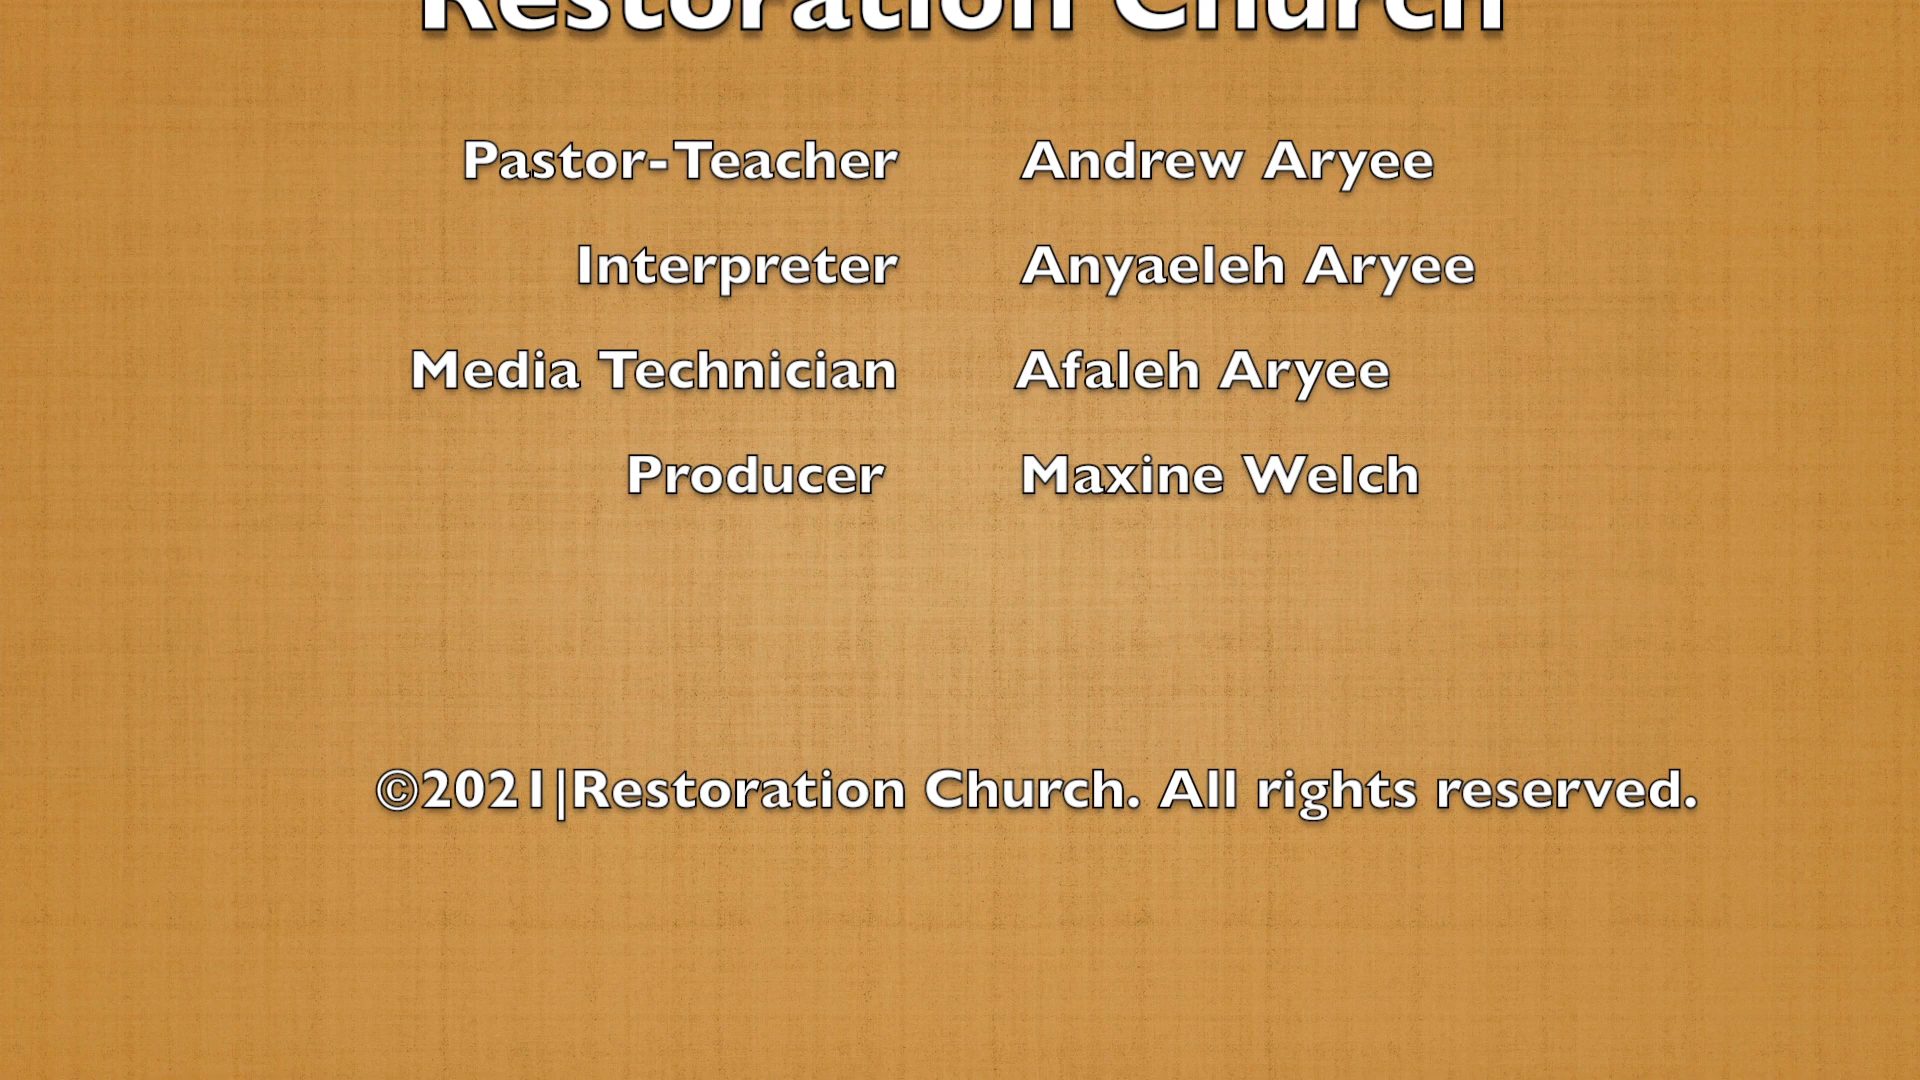 Restoration Church
Pastor-Teacher Andrew Aryee
Interpreter Anyaeleh Aryee
Media Technician Afaleh Aryee
Producer Maxine Welch
©2021|Restoration Church. All rights reserved.